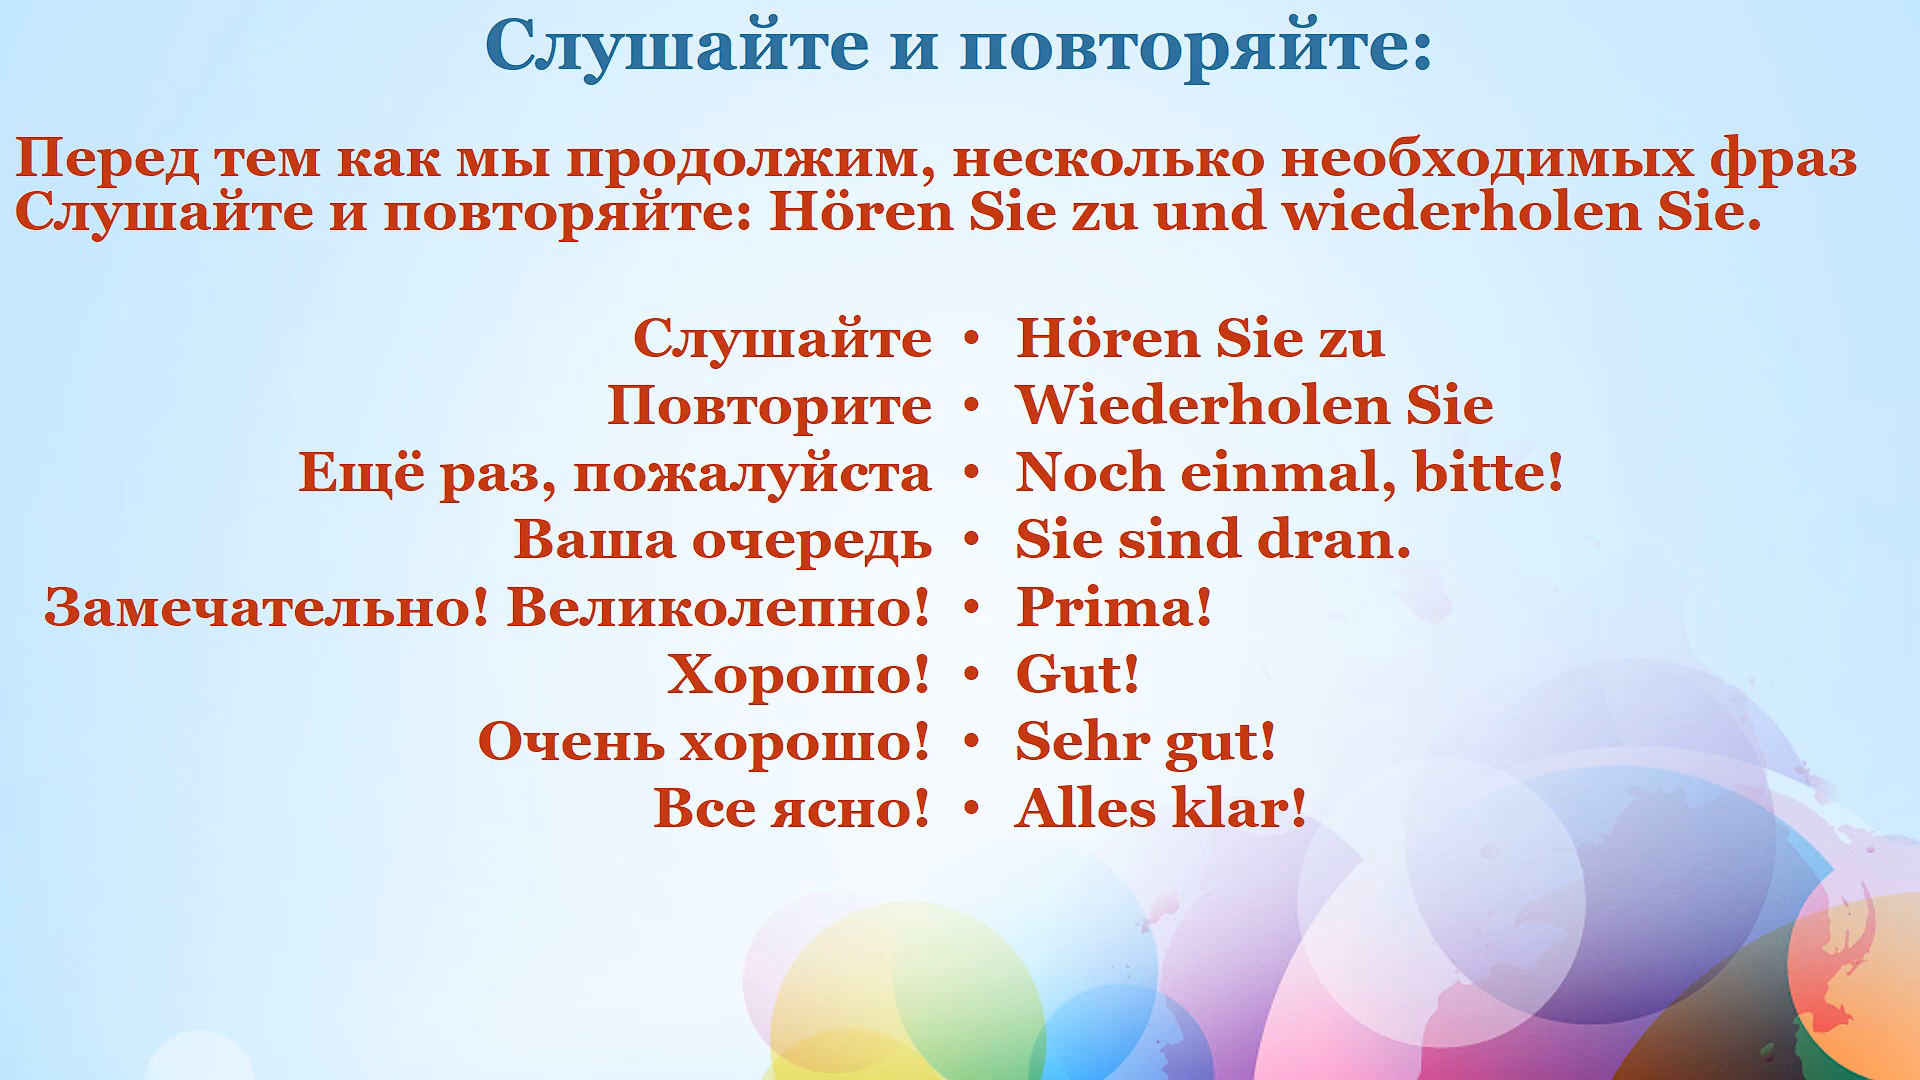 Слушайте и повторяйте:
Перед тем как мы продолжим, несколько необходимых фраз
Слушайте и повторяйте: Hören Sie zu und wiederholen Sie.
Слушайте • Hören Sie zu
Повторите • Wiederholen Sie
Ещё раз, пожалуйста • Noch einmal, bitte!
Ваша очередь • Sie sind dran.
Замечательно! Великолепно! • Prima!
Хорошо! • Gut!
Очень хорошо! • Sehr gut!
Все ясно! • Alles klar!